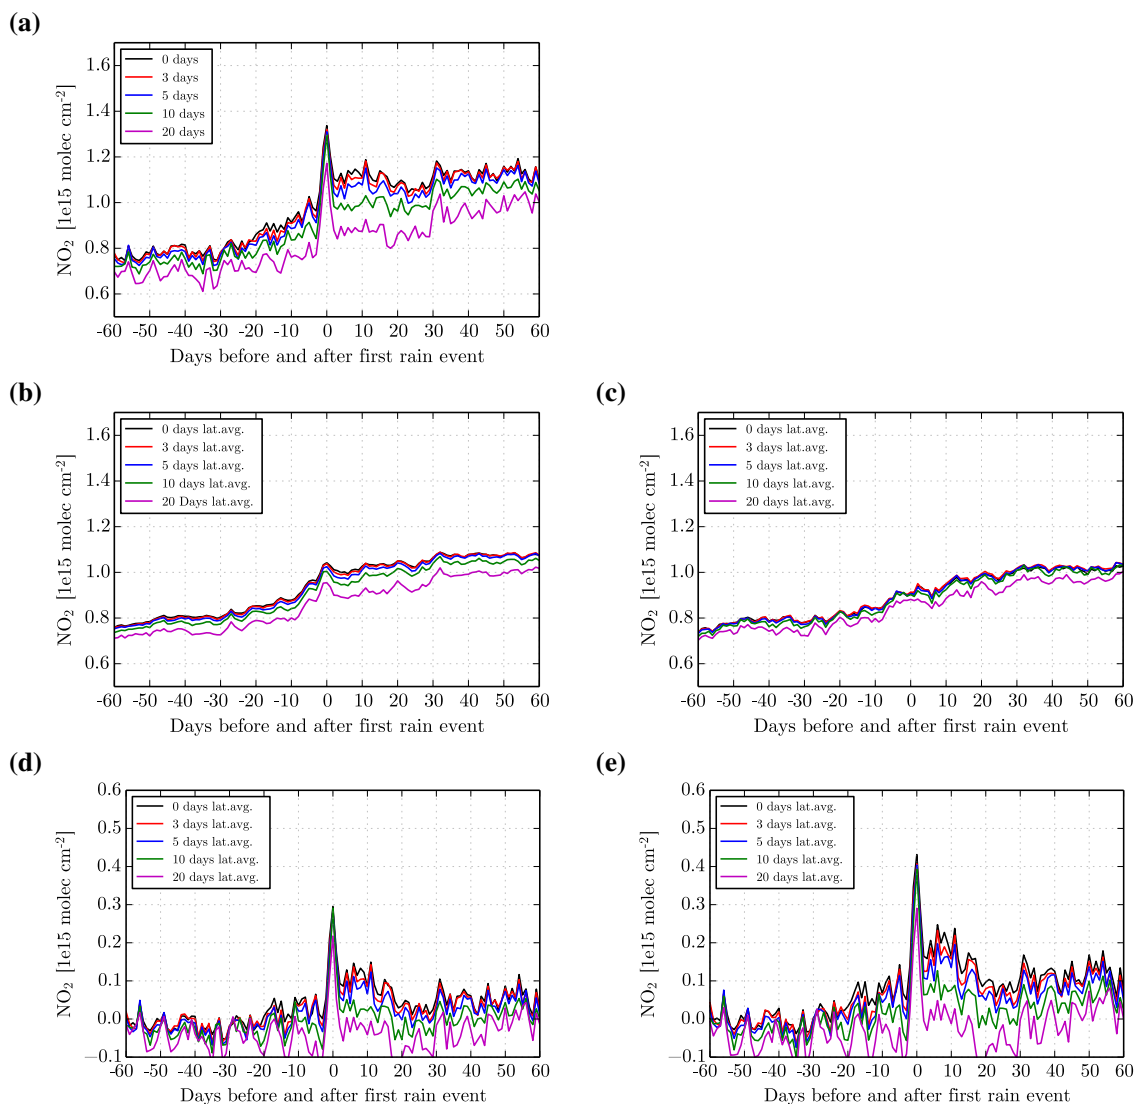 (a)
NO2 [1e15 molec cm-2]
1.6
1.4
1.2
1.0
0.8
0.6
0 days
3 days
5 days
10 days
20 days
-60 -50 -40 -30 -20 -10 0 10 20 30 40 50 60
Days before and after first rain event
(b)
NO2 [1e15 molec cm-2]
1.6
1.4
1.2
1.0
0.8
0.6
0 days lat.avg.
3 days lat.avg.
5 days lat.avg.
10 days lat.avg.
20 Days lat.avg.
-60 -50 -40 -30 -20 -10 0 10 20 30 40 50 60
Days before and after first rain event
(c)
NO2 [1e15 molec cm-2]
1.6
1.4
1.2
1.0
0.8
0.6
0 days lat.avg.
3 days lat.avg.
5 days lat.avg.
10 days lat.avg.
20 days lat.avg.
-60 -50 -40 -30 -20 -10 0 10 20 30 40 50 60
Days before and after first rain event
(d)
NO2 [1e15 molec cm-2]
0.6
0.5
0.4
0.3
0.2
0.1
0.0
−0.1
0 days lat.avg.
3 days lat.avg.
5 days lat.avg.
10 days lat.avg.
20 days lat.avg.
-60 -50 -40 -30 -20 -10 0 10 20 30 40 50 60
Days before and after first rain event
(e)
NO2 [1e15 molec cm-2]
0.6
0.5
0.4
0.3
0.2
0.1
0.0
−0.1
0 days lat.avg.
3 days lat.avg.
5 days lat.avg.
10 days lat.avg.
20 days lat.avg.
-60 -50 -40 -30 -20 -10 0 10 20 30 40 50 60
Days before and after first rain event